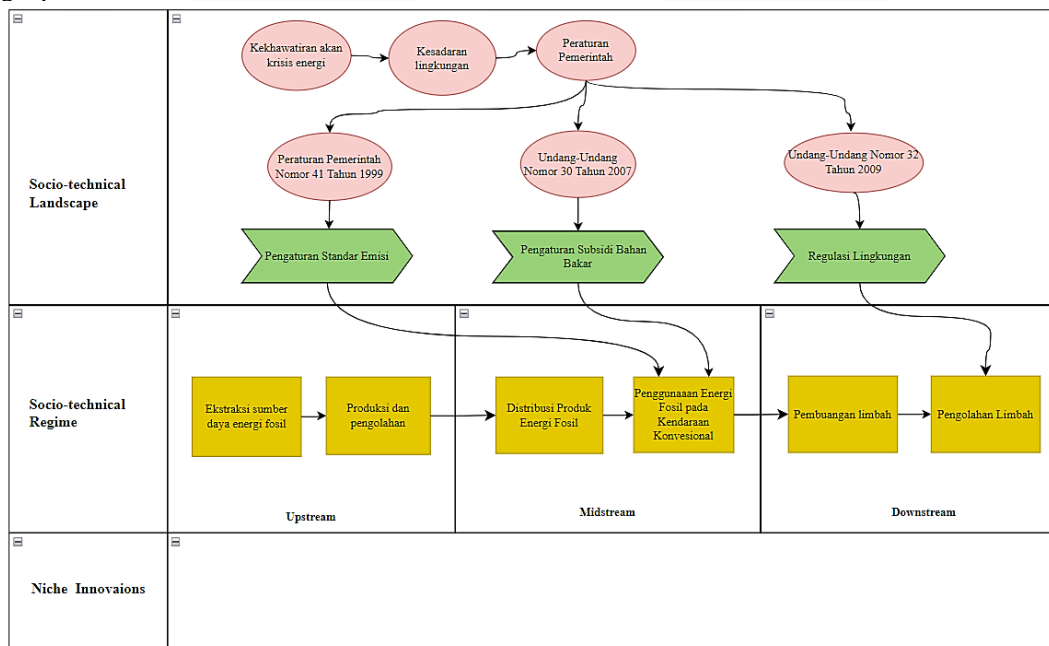 Kekhawatiran akan
krisis energi
Kesadaran
lingkungan
Peraturan
Pemerintah
Peraturan Pemerintah
Nomor 41 Tahun 1999
Undang-Undang
Nomor 30 Tahun 2007
Undang-Undang Nomor 32
Tahun 2009
Socio-technical
Landscape
Pengaturan Standar Emisi
Pengaturan Subsidi Bahan
Bakar
Regulasi Lingkungan
Socio-technical
Regime
Ekstraksi sumber
daya energi fosil
Produksi dan
pengolahan
Distribusi Produk
Energi Fosil
Penggunaaan Energi
Fosil pada
Kendaraan
Konvesional
Pembuangan limbah
Pengolahan Limbah
Upstream
Midstream
Downstream
Niche Innovaions